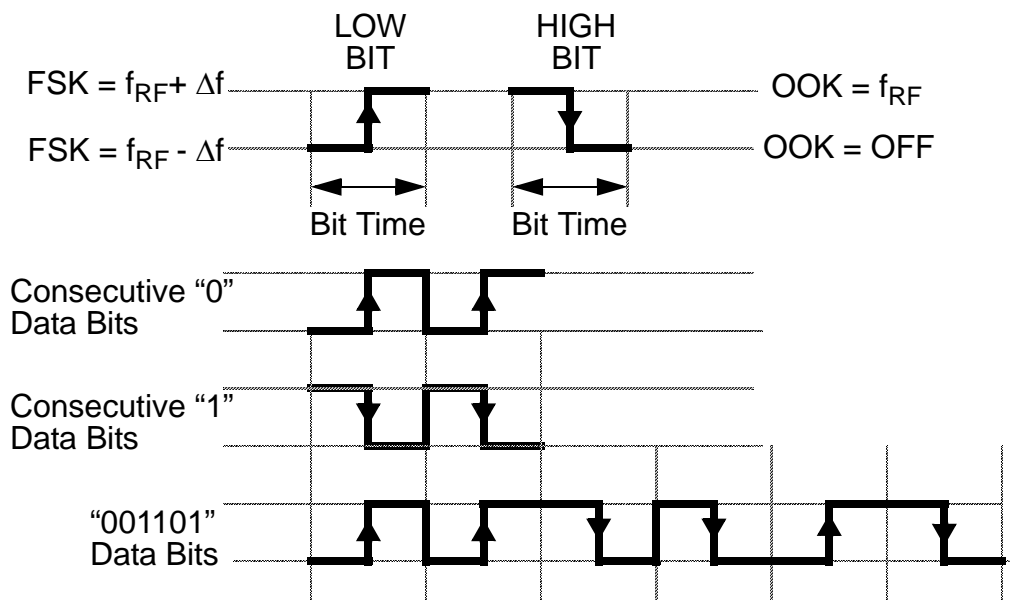 LOW
BIT
HIGH
BIT
FSK = fRF+ Δf
OOK = fRF
FSK = fRF - Δf
OOK = OFF
Bit Time
Bit Time
Consecutive “0”
Data Bits
Consecutive “1”
Data Bits
“001101”
Data Bits